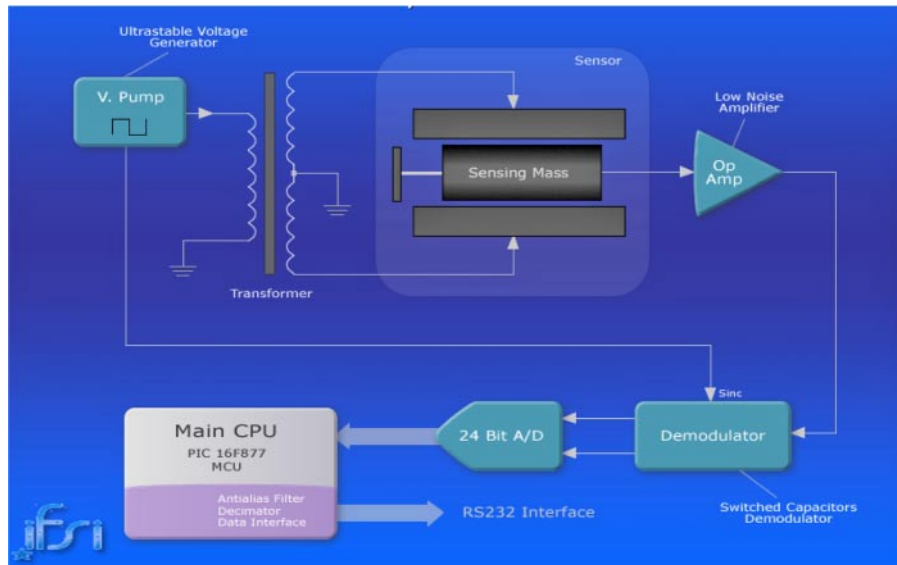 Ultrastable Voltage
Generator
V. Pump
Sensor
Low Noise
Amplifier
Sensing Mass
Op
Amp
Transformer
Sinc
Main CPU
PIC 16F877
MCU
24 Bit A/D
Demodulator
Antialias Filter
Decimator
Data Interface
RS232 Interface
Switched Capacitors
Demodulator
ifsi